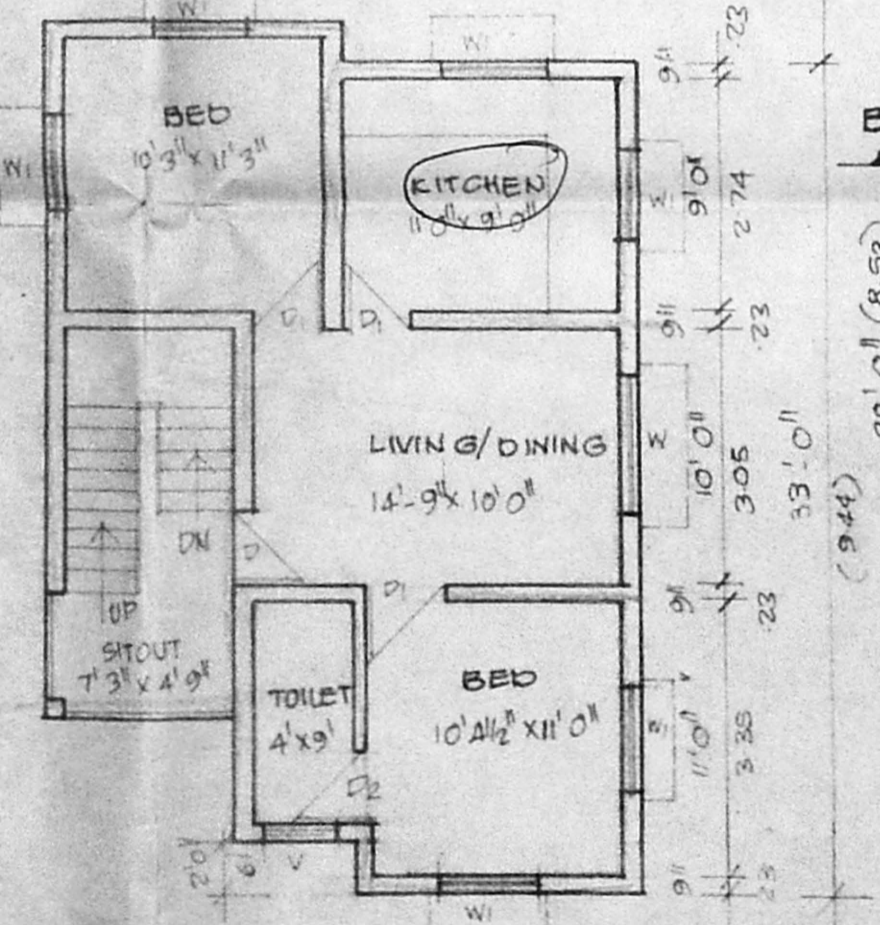 W1
BED
10'3"x 11'3"
W1
W1
KITCHEN
11'0"x 9'9"
W1
9"
.23
9'0"
2.74
D1
D1
9"
.23
LIVING/DINING
14'-9"x 10'0"
W
10'0"
3.05
33'-0"
(9.44)
DN
D
UP
SITOUT
7'3"x 4'9"
D1
9"
.23
TOILET
4'x9'
BED
10'4½"x11'0"
11'0"
3.35
D2
2'0"
V
W1
9"
.23